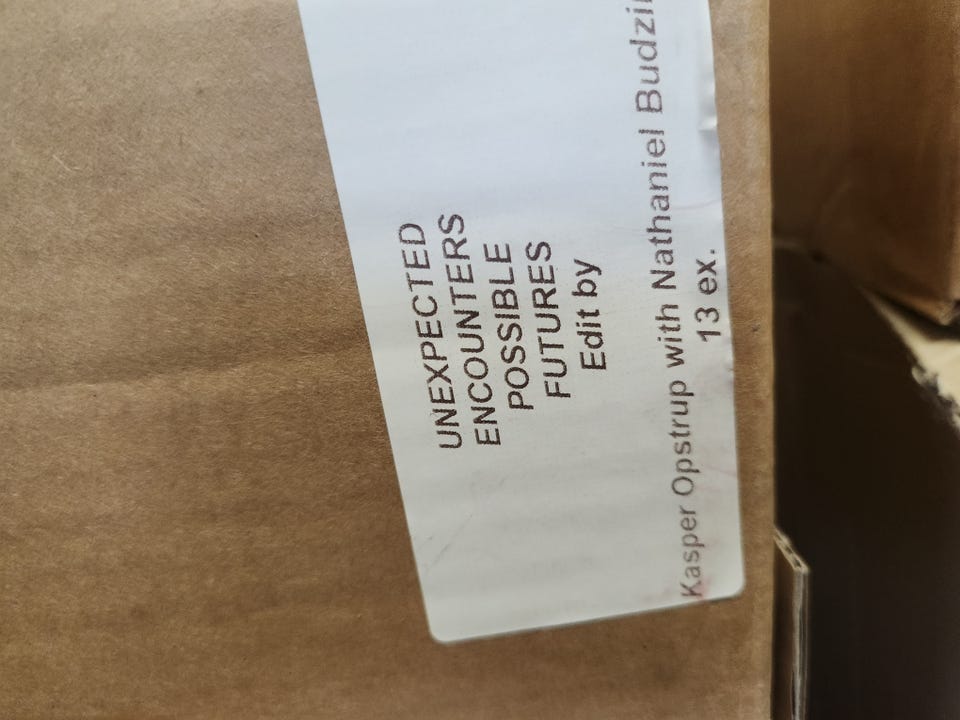 UNEXPECTED
ENCOUNTERS
POSSIBLE
FUTURES
Edit by
Kasper Opstrup with Nathaniel
13 ex.